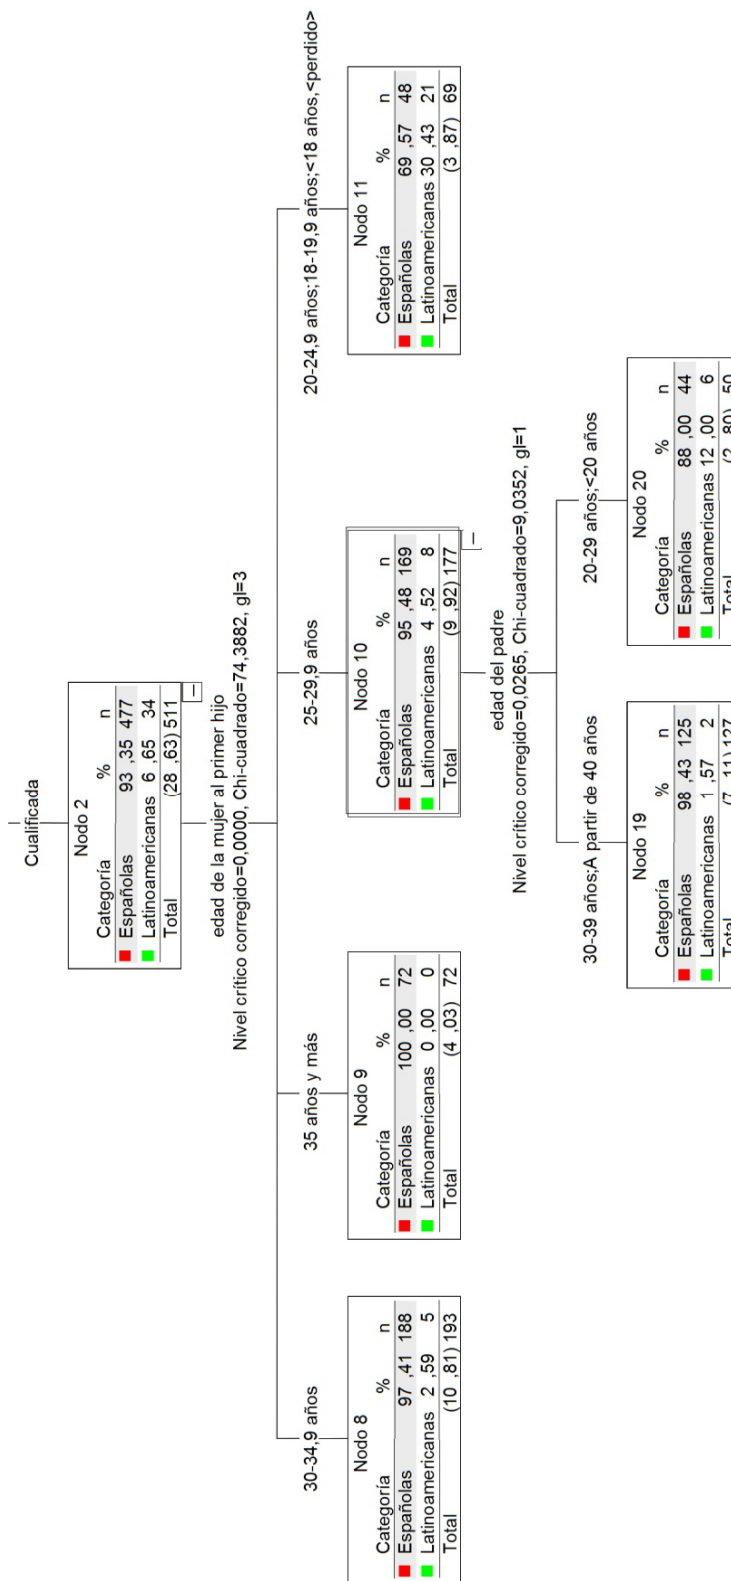 Cualificada
Nodo 2
Categoría % n
Españolas 93 ,35 477
Latinoamericanas 6 ,65 34
Total (28 ,63) 511
edad de la mujer al primer hijo
Nivel crítico corregido=0,0000, Chi-cuadrado=74,3882, gl=3
30-34,9 años
35 años y más
25-29,9 años
20-24,9 años;18-19,9 años;<18 años,<perdido>
Nodo 8
Categoría % n
Españolas 97 ,41 188
Latinoamericanas 2 ,59 5
Total (10 ,81) 193
Nodo 9
Categoría % n
Españolas 100 ,00 72
Latinoamericanas 0 ,00 0
Total (4 ,03) 72
Nodo 10
Categoría % n
Españolas 95 ,48 169
Latinoamericanas 4 ,52 8
Total (9 ,92) 177
Nodo 11
Categoría % n
Españolas 69 ,57 48
Latinoamericanas 30 ,43 21
Total (3 ,87) 69
edad del padre
Nivel crítico corregido=0,0265, Chi-cuadrado=9,0352, gl=1
30-39 años;A partir de 40 años
20-29 años;<20 años
Nodo 19
Categoría % n
Españolas 98 ,43 125
Latinoamericanas 1 ,57 2
Total (7 ,11) 127
Nodo 20
Categoría % n
Españolas 88 ,00 44
Latinoamericanas 12 ,00 6
Total (2 ,80) 50